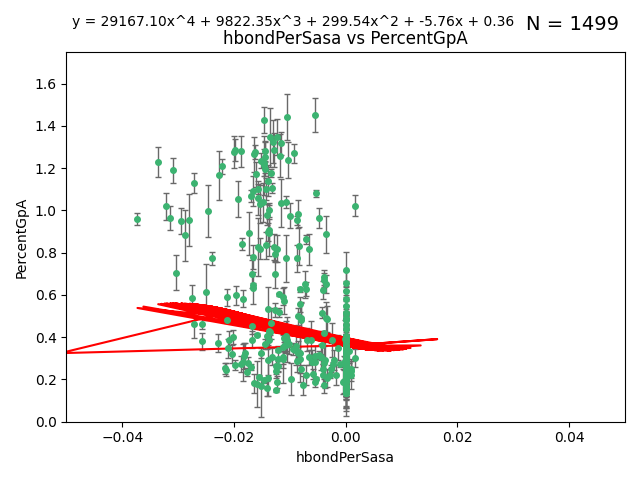 y = 29167.10x^4 + 9822.35x^3 + 299.54x^2 + -5.76x + 0.36
N = 1499
hbondPerSasa vs PercentGpA
PercentGpA
1.6
1.4
1.2
1.0
0.8
0.6
0.4
0.2
0.0
−0.04
−0.02
0.00
0.02
0.04
hbondPerSasa